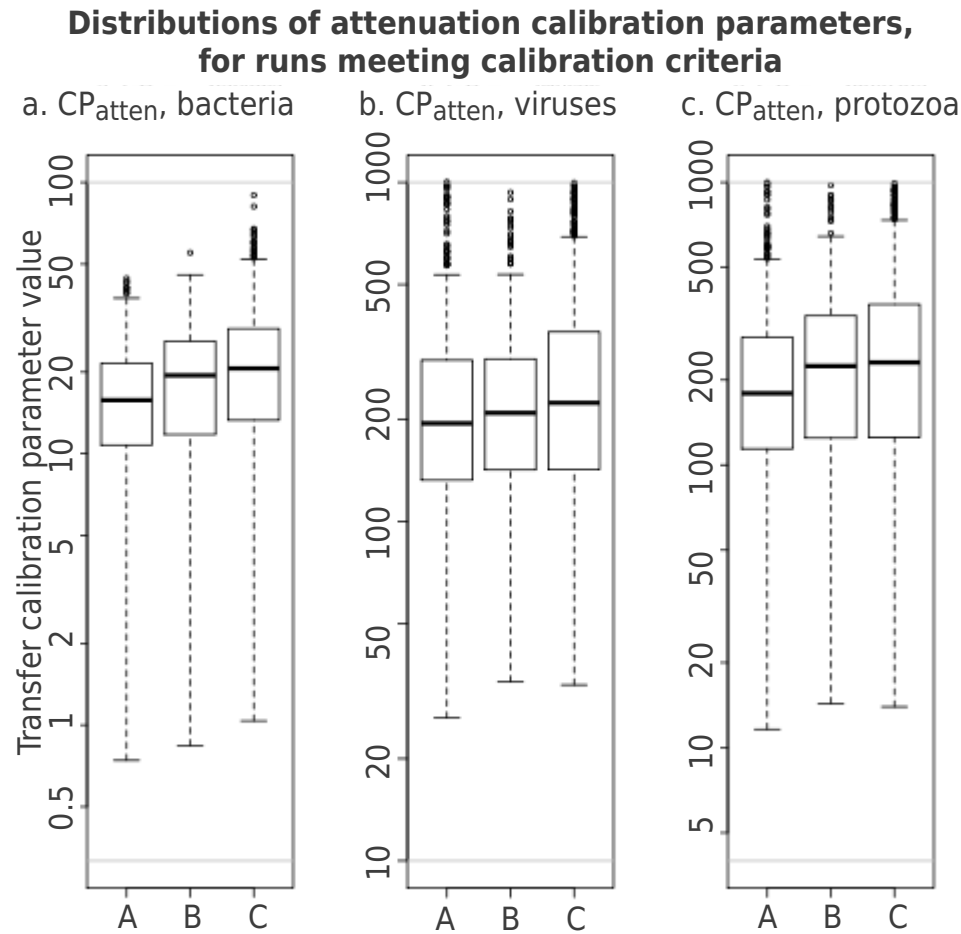 Distributions of attenuation calibration parameters,
for runs meeting calibration criteria
a. CPatten, bacteria
b. CPatten, viruses
c. CPatten, protozoa
Transfer calibration parameter value
100
50
20
10
5
2
1
0.5
A B C
1000
500
200
100
50
20
10
A B C
1000
500
200
100
50
20
10
5
A B C